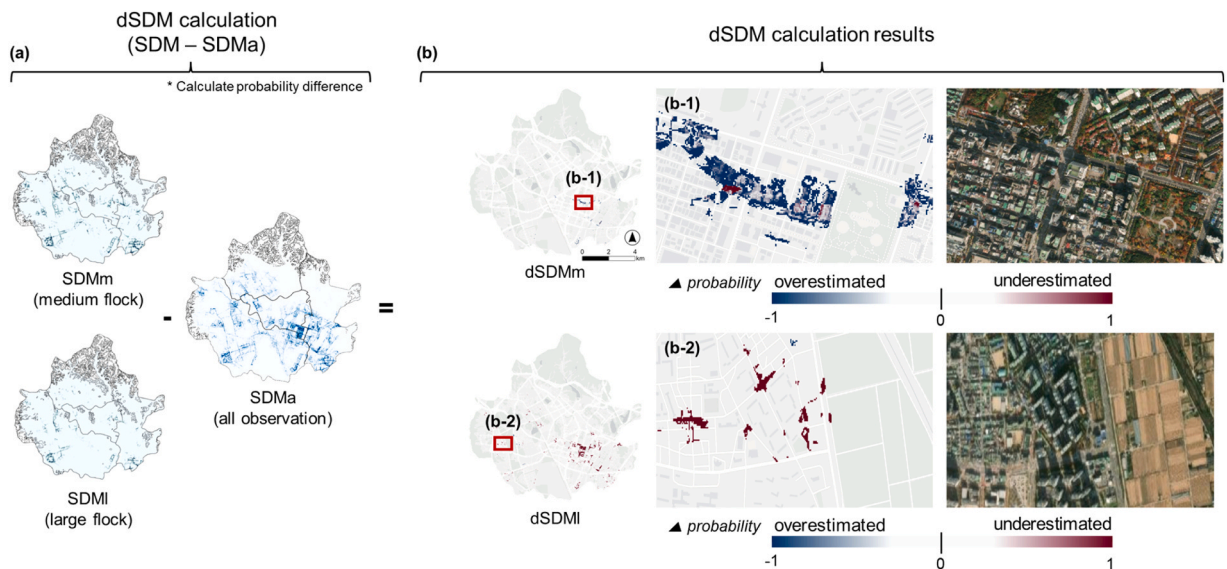 dSDM calculation
(SDM – SDMa)
(a)
* Calculate probability difference
SDMm
(medium flock)
-
SDMa
(all observation)
=
SDMl
(large flock)
(b)
dSDM calculation results
(b-1)
0 2 4
km
dSDMm
(b-1)
probability overestimated underestimated
-1 0 1
(b-2)
dSDMl
(b-2)
probability overestimated underestimated
-1 0 1